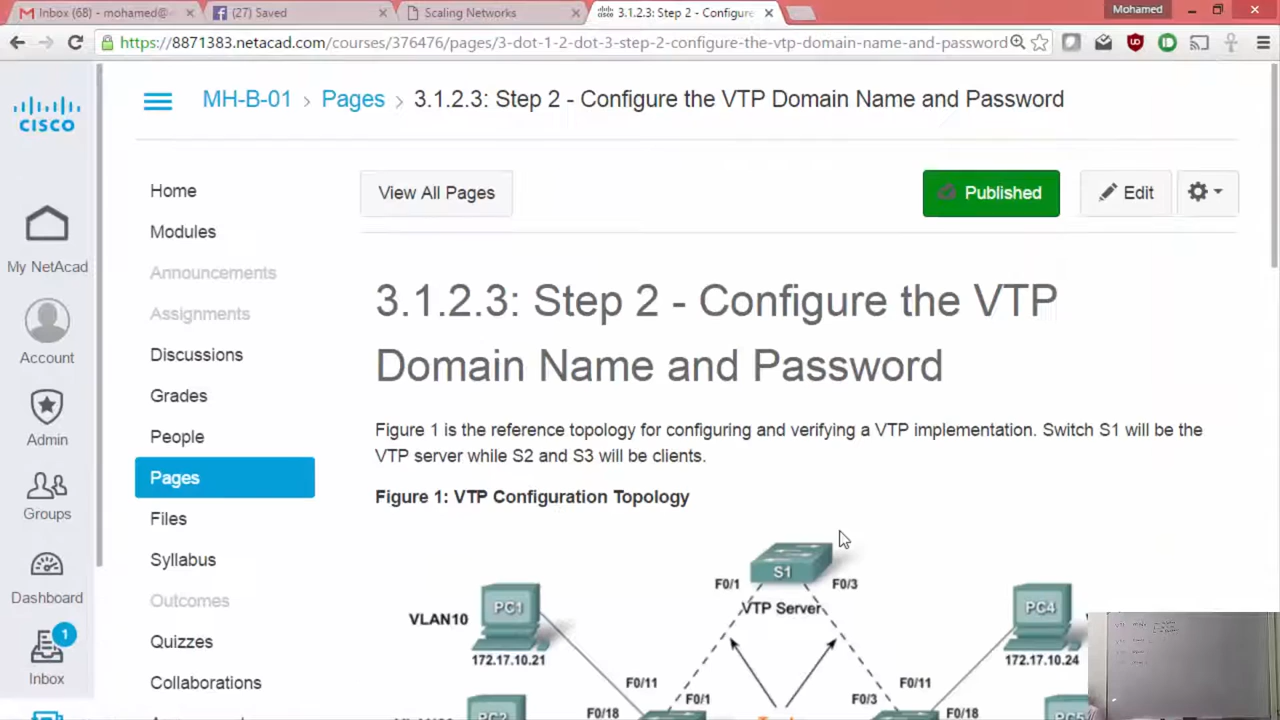 Inbox (68) - mohamed@
(27) Saved
Scaling Networks
3.1.2.3: Step 2 - Configure
Mohamed
https://8871383.netacad.com/courses/376476/pages/3-dot-1-2-dot-3-step-2-configure-the-vtp-domain-name-and-password
CISCO
MH-B-01 > Pages > 3.1.2.3: Step 2 - Configure the VTP Domain Name and Password
My NetAcad
Account
Admin
Groups
Dashboard
1
Inbox
Home
Modules
Announcements
Assignments
Discussions
Grades
People
Pages
Files
Syllabus
Outcomes
Quizzes
Collaborations
View All Pages
Published
Edit
3.1.2.3: Step 2 - Configure the VTP
Domain Name and Password
Figure 1 is the reference topology for configuring and verifying a VTP implementation. Switch S1 will be the
VTP server while S2 and S3 will be clients.
Figure 1: VTP Configuration Topology
S1
F0/1
F0/3
VTP Server
VLAN10
PC1
172.17.10.21
PC4
172.17.10.24
F0/11
F0/1
F0/18
F0/3
F0/11
F0/18
PC2
PC5